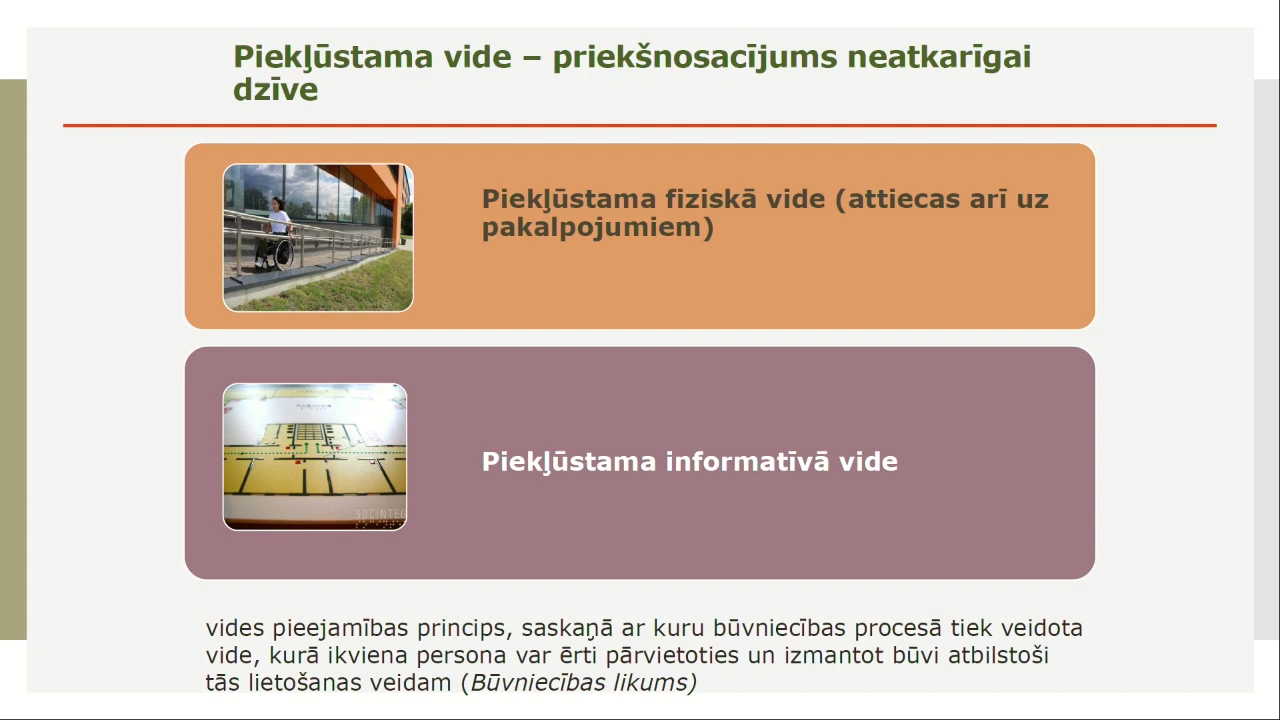 Piekļūstama vide – priekšnosacījums neatkarīgai
dzīve
Piekļūstama fiziskā vide (attiecas arī uz
pakalpojumiem)
Piekļūstama informatīvā vide
SOCINTEG
vides pieejamības princips, saskaņā ar kuru būvniecības procesā tiek veidota
vide, kurā ikviena persona var ērti pārvietoties un izmantot būvi atbilstoši
tās lietošanas veidam (Būvniecības likums)